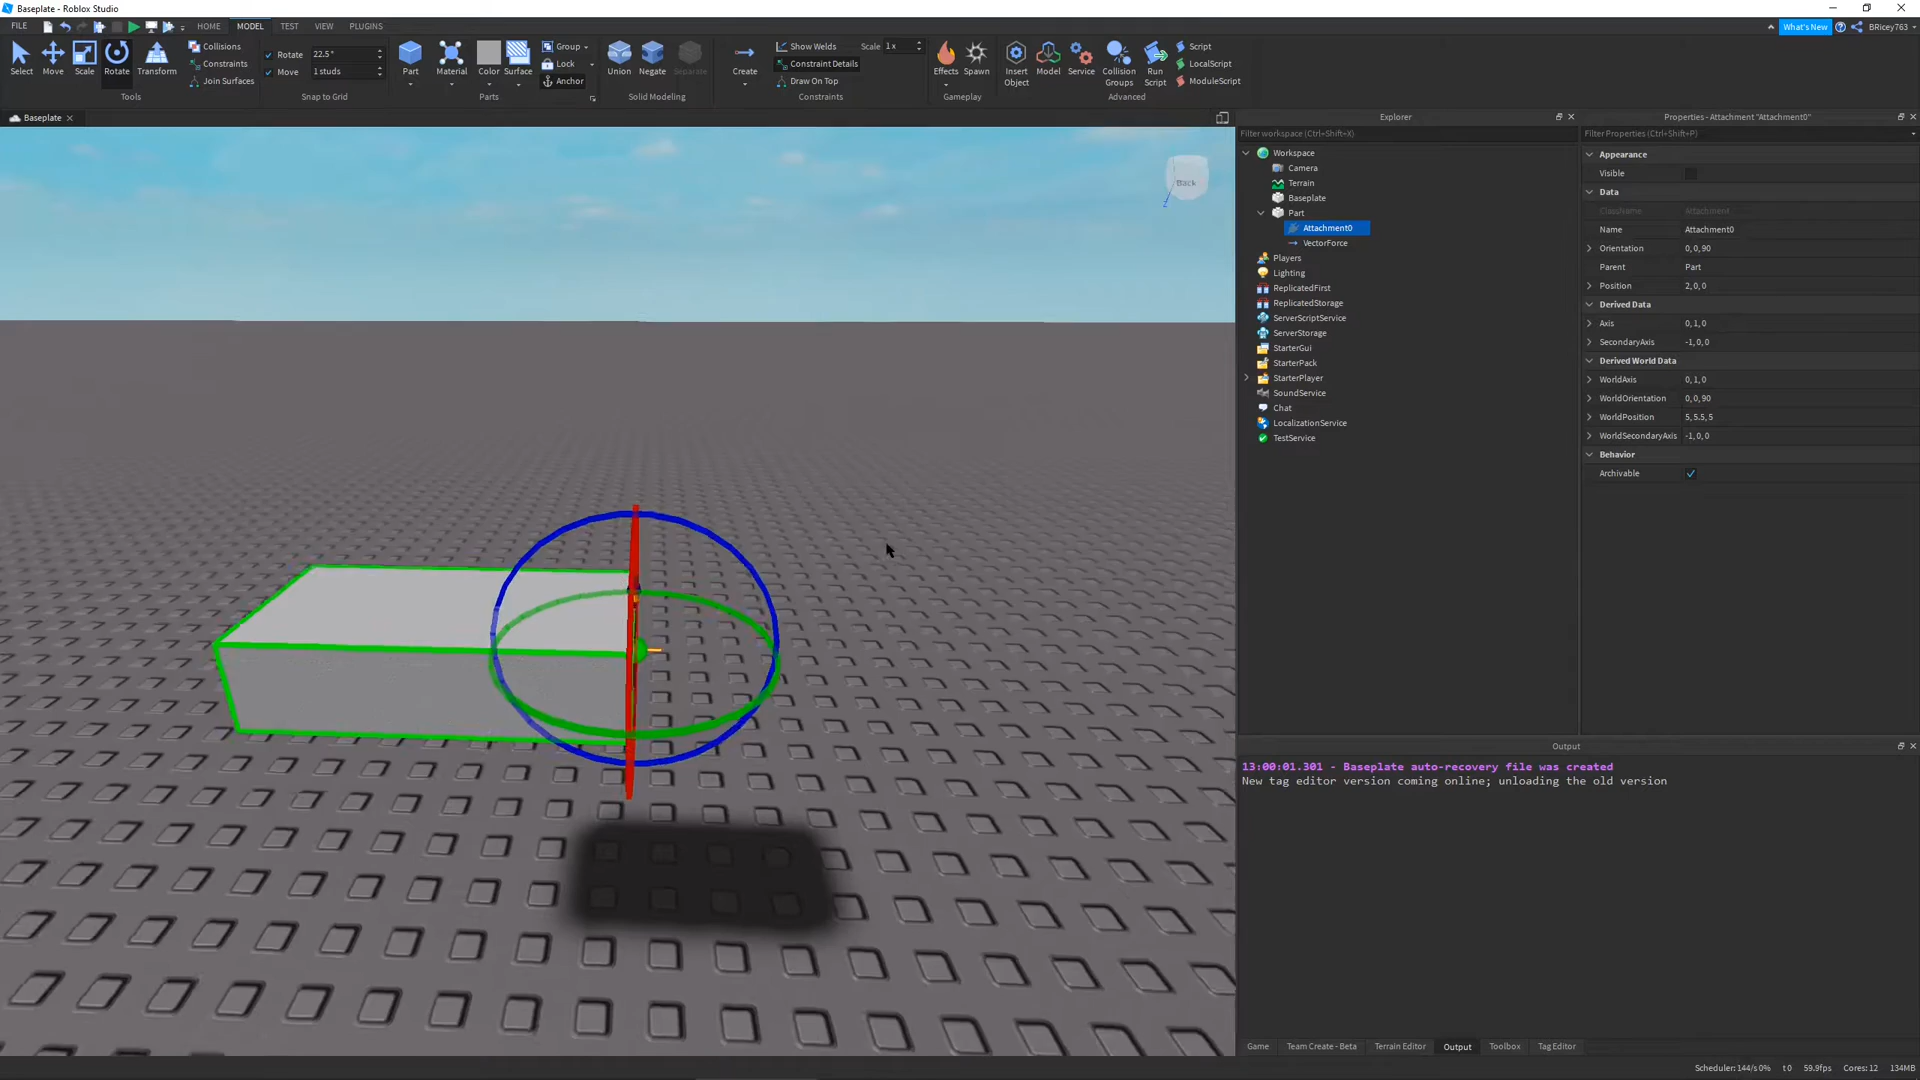 Baseplate - Roblox Studio
FILE HOME MODEL TEST VIEW PLUGINS What's New BRicey763
Select Move Scale Rotate Transform
Collisions
Constraints
Join Surfaces
Tools
Rotate 22.5°
Move 1 studs
Snap to Grid
Part Material Color Surface
Group
Lock
Anchor
Parts
Union Negate Separate
Solid Modeling
Create
Show Welds Scale 1 x
Constraint Details
Draw On Top
Constraints
Effects Spawn
Gameplay
Insert Object Model Service Collision Groups Run Script
Script
LocalScript
ModuleScript
Advanced
Baseplate
Back
Z
Explorer
Filter workspace (Ctrl+Shift+X)
Workspace
Camera
Terrain
Baseplate
Part
Attachment0
VectorForce
Players
Lighting
ReplicatedFirst
ReplicatedStorage
ServerScriptService
ServerStorage
StarterGui
StarterPack
StarterPlayer
SoundService
Chat
LocalizationService
TestService
Properties - Attachment "Attachment0"
Filter Properties (Ctrl+Shift+P)
Appearance
Visible
Data
ClassName Attachment
Name Attachment0
Orientation 0, 0, 90
Parent Part
Position 2, 0, 0
Derived Data
Axis 0, 1, 0
SecondaryAxis -1, 0, 0
Derived World Data
WorldAxis 0, 1, 0
WorldOrientation 0, 0, 90
WorldPosition 5, 5.5, 5
WorldSecondaryAxis -1, 0, 0
Behavior
Archivable
Output
13:00:01.301 - Baseplate auto-recovery file was created
New tag editor version coming online; unloading the old version
Game Team Create - Beta Terrain Editor Output Toolbox Tag Editor
Scheduler: 144/s 0% t 0 59.9fps Cores: 12 134MB